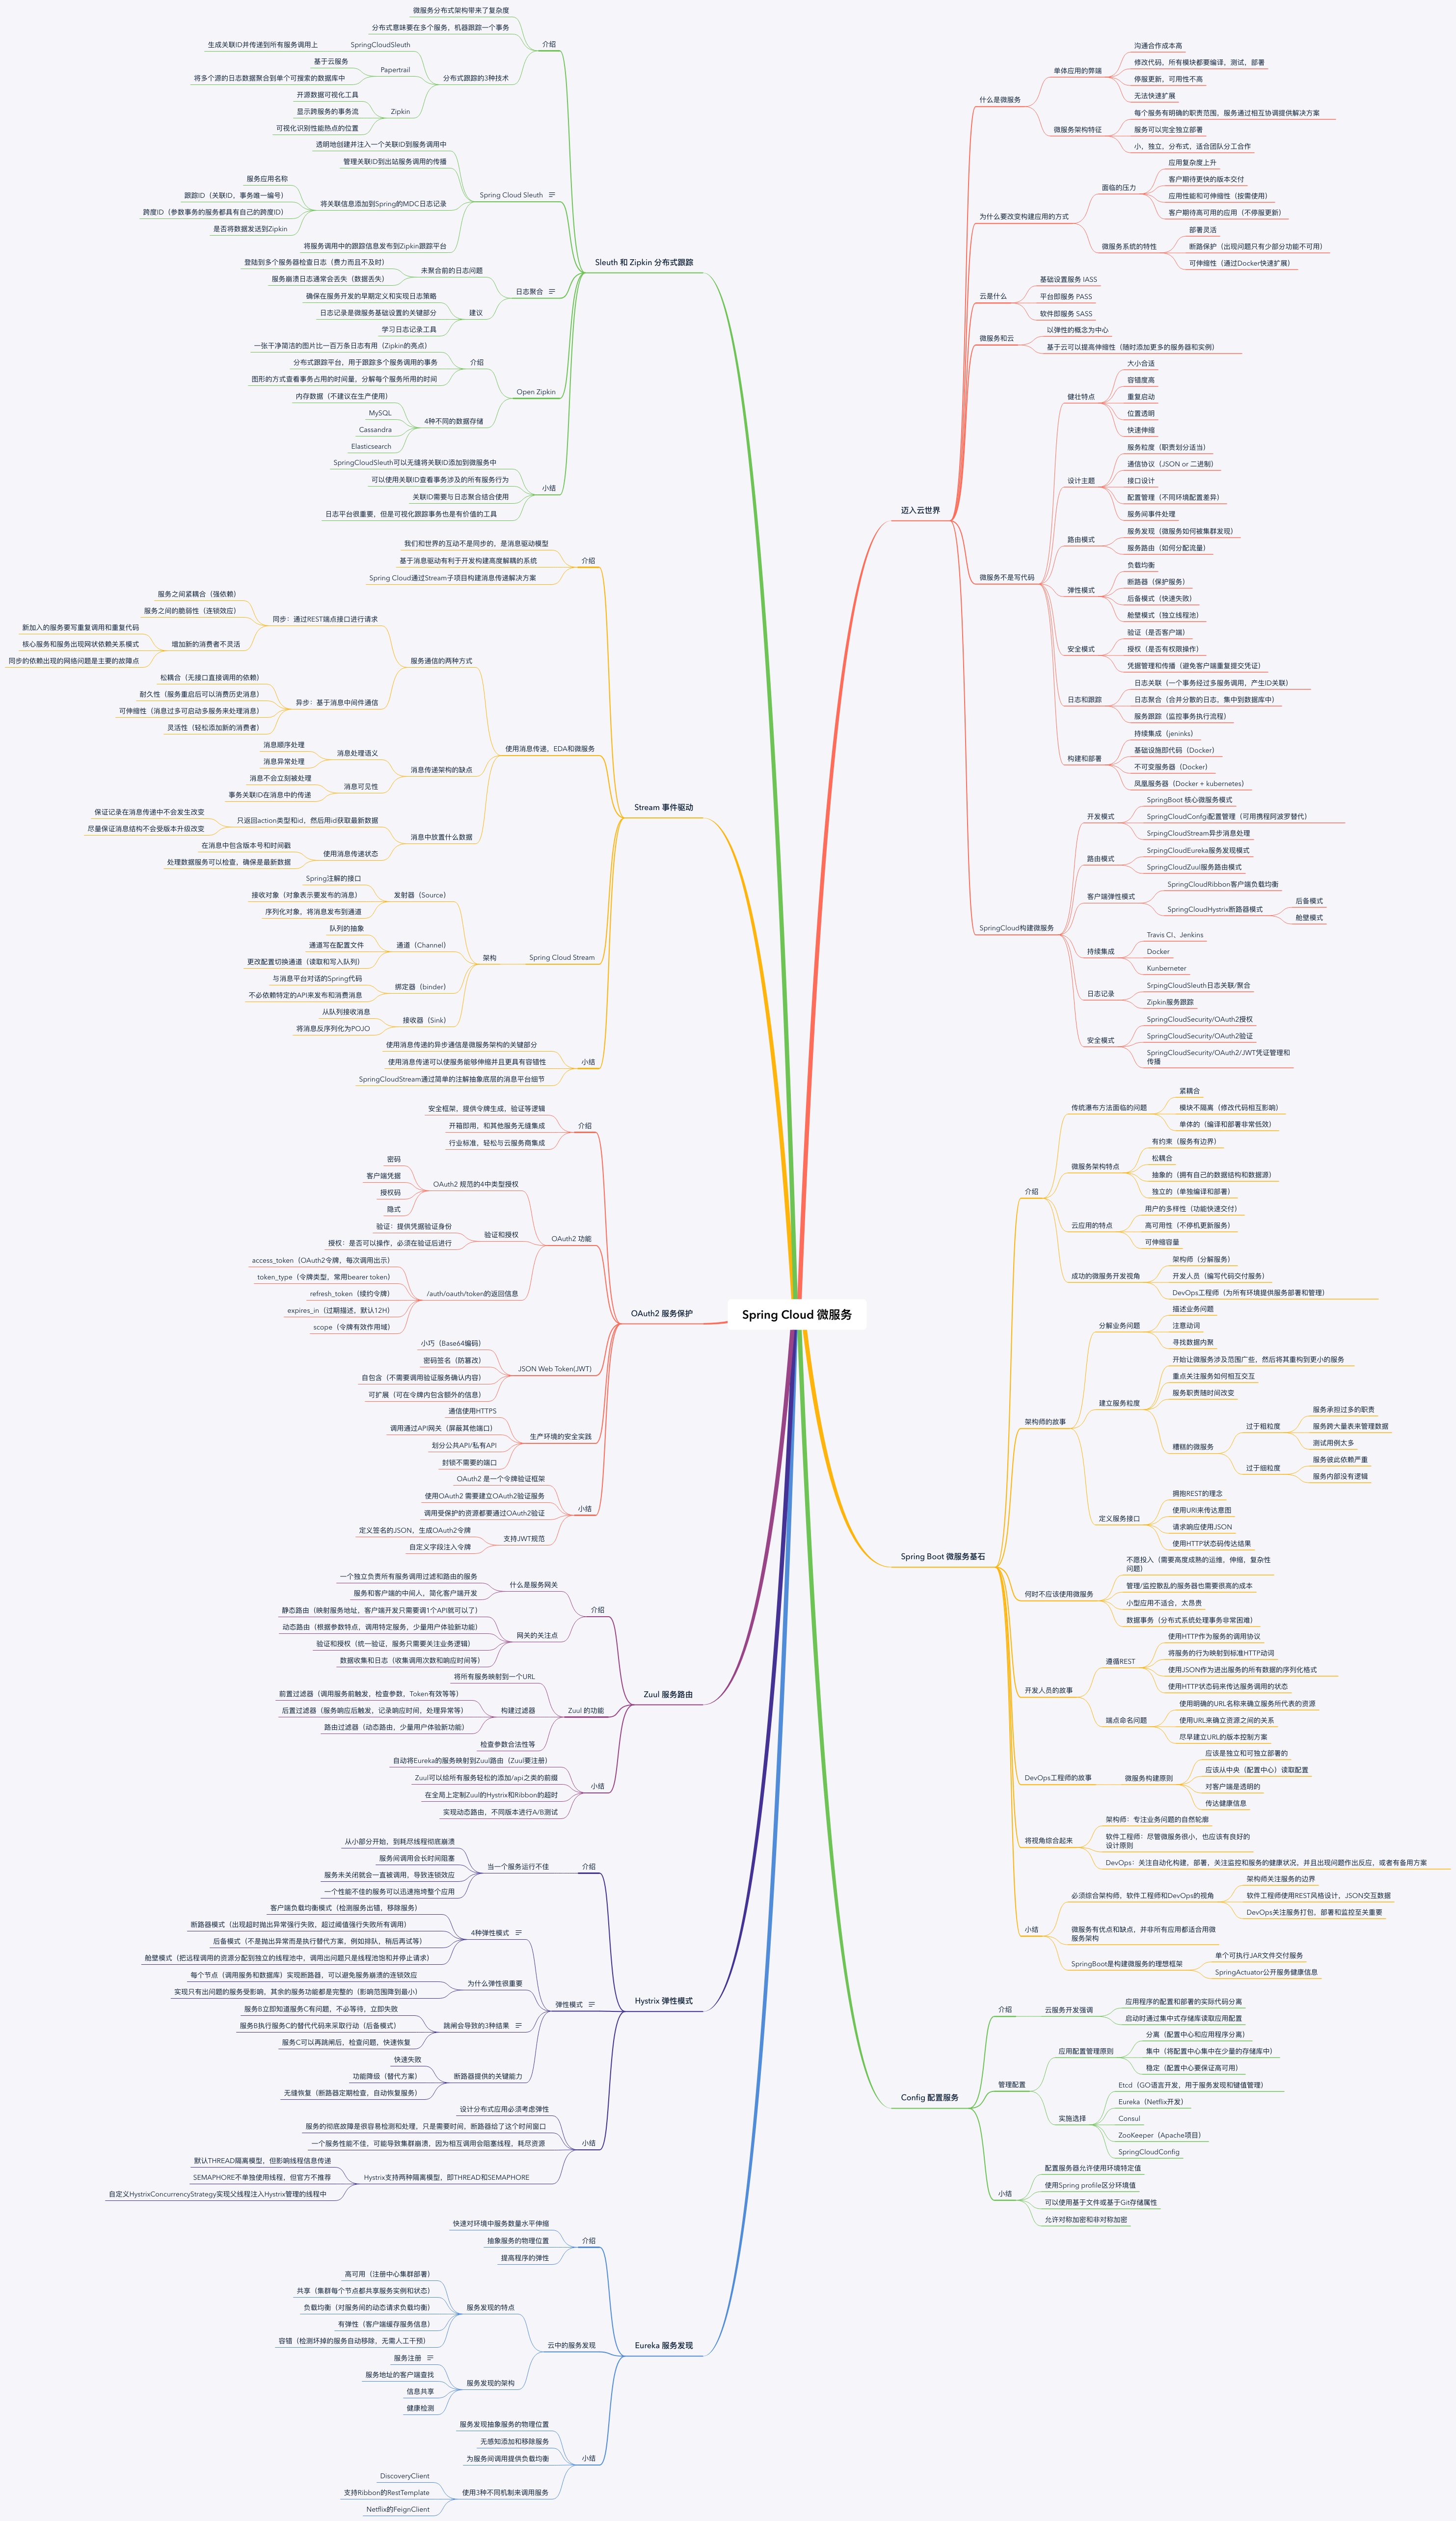 Spring Cloud 微服务
迈入云世界
什么是微服务
单体应用的弊端
沟通合作成本高
修改代码，所有模块都要编译、测试、部署
停服更新，可用性不高
无法快速扩展
微服务架构特征
每个服务有明确的职责范围，服务通过相互协调提供解决方案
服务可以完全独立部署
小，独立，分布式，适合团队分工合作
为什么要改变构建应用的方式
面临的压力
应用复杂度上升
客户期待更快的版本交付
应用性能和可伸缩性（按需使用）
客户期待高可用的应用（不停服更新）
微服务系统的特性
部署灵活
断路保护（出现问题只有少部分功能不可用）
可伸缩性（通过Docker快速扩展）
云是什么
基础设置服务 IASS
平台即服务 PASS
软件即服务 SASS
微服务和云
以弹性的概念为中心
基于云可以提高伸缩性（随时添加更多的服务器和实例）
微服务不是写代码
健壮特点
大小合适
容错度高
重复启动
位置透明
快速伸缩
设计主题
服务粒度（职责划分适当）
通信协议（JSON or 二进制）
接口设计
配置管理（不同环境配置差异）
服务间事件处理
路由模式
服务发现（微服务如何被集群发现）
服务路由（如何分配流量）
弹性模式
负载均衡
断路器（保护服务）
后备模式（快速失败）
舱壁模式（独立线程池）
安全模式
验证（是否客户端）
授权（是否有权限操作）
凭据管理和传播（避免客户端重复提交凭证）
日志和跟踪
日志关联（一个事务经过多服务调用，产生ID关联）
日志聚合（合并分散的日志，集中到数据库中）
服务跟踪（监控事务执行流程）
构建和部署
持续集成（jeninks）
基础设施即代码（Docker）
不可变服务器（Docker）
凤凰服务器（Docker + kubernetes）
SpringCloud构建微服务
开发模式
SpringBoot 核心微服务模式
SpringCloudConfgi配置管理（可用携程阿波罗替代）
SrpingCloudStream异步消息处理
路由模式
SrpingCloudEureka服务发现模式
SpringCloudZuul服务路由模式
客户端弹性模式
SpringCloudRibbon客户端负载均衡
SpringCloudHystrix断路器模式
后备模式
舱壁模式
持续集成
Travis CI、Jenkins
Docker
Kunberneter
日志记录
SrpingCloudSleuth日志关联/聚合
Zipkin服务跟踪
安全模式
SpringCloudSecurity/OAuth2授权
SpringCloudSecurity/OAuth2验证
SpringCloudSecurity/OAuth2/JWT凭证管理和
传播
Spring Boot 微服务基石
介绍
传统瀑布方法面临的问题
紧耦合
模块不隔离（修改代码相互影响）
单体的（编译和部署非常低效）
微服务架构特点
有约束（服务有边界）
松耦合
抽象的（拥有自己的数据结构和数据源）
独立的（单独编译和部署）
云应用的特点
用户的多样性（功能快速交付）
高可用性（不停机更新服务）
可伸缩容量
成功的微服务开发视角
架构师（分解服务）
开发人员（编写代码交付服务）
DevOps工程师（为所有环境提供服务部署和管理）
架构师的故事
分解业务问题
描述业务问题
注意动词
寻找数据内聚
建立服务粒度
开始让微服务涉及范围广些，然后将其重构到更小的服务
重点关注服务如何相互交互
服务职责随时间改变
糟糕的微服务
过于粗粒度
服务承担过多的职责
服务跨大量表来管理数据
测试用例太多
过于细粒度
服务彼此依赖严重
服务内部没有逻辑
定义服务接口
拥抱REST的理念
使用URI来传达意图
请求响应使用JSON
使用HTTP状态码传达结果
何时不应该使用微服务
不愿投入（需要高度成熟的运维，伸缩，复杂性
问题）
管理/监控散乱的服务器也需要很高的成本
小型应用不适合，太昂贵
数据事务（分布式系统处理事务非常困难）
开发人员的故事
遵循REST
使用HTTP作为服务的调用协议
将服务的行为映射到标准HTTP动词
使用JSON作为进出服务的所有数据的序列化格式
使用HTTP状态码来传达服务调用的状态
端点命名问题
使用明确的URL名称来确立服务所代表的资源
使用URL来确立资源之间的关系
尽早建立URL的版本控制方案
DevOps工程师的故事
微服务构建原则
应该是独立和可独立部署的
应该从中央（配置中心）读取配置
对客户端是透明的
传达健康信息
将视角综合起来
架构师：专注业务问题的自然轮廓
软件工程师：尽管微服务很小，也应该有良好的
设计原则
DevOps：关注自动化构建，部署，关注监控和服务的健康状况，并且出现问题作出反应，或者有备用方案
小结
必须综合架构师，软件工程师和DevOps的视角
架构师关注服务的边界
软件工程师使用REST风格设计，JSON交互数据
DevOps关注服务打包，部署和监控至关重要
微服务有优点和缺点，并非所有应用都适合用微
服务架构
SpringBoot是构建微服务的理想框架
单个可执行JAR文件交付服务
SpringActuator公开服务健康信息
Config 配置服务
介绍
云服务开发强调
应用程序的配置和部署的实际代码分离
启动时通过集中式存储库读取应用配置
管理配置
应用配置管理原则
分离（配置中心和应用程序分离）
集中（将配置中心集中在少量的存储库中）
稳定（配置中心要保证高可用）
实施选择
Etcd（GO语言开发，用于服务发现和键值管理）
Eureka（Netflix开发）
Consul
ZooKeeper（Apache项目）
SpringCloudConfig
小结
配置服务器允许使用环境特定值
使用Spring profile区分环境值
可以使用基于文件或基于Git存储属性
允许对称加密和非对称加密
Sleuth 和 Zipkin 分布式跟踪
介绍
微服务分布式架构带来了复杂度
分布式意味要在多个服务，机器跟踪一个事务
分布式跟踪的3种技术
SpringCloudSleuth
生成关联ID并传递到所有服务调用上
Papertrail
基于云服务
将多个源的日志数据聚合到单个可搜索的数据库中
Zipkin
开源数据可视化工具
显示跨服务的事务流
可视化识别性能热点的位置
Spring Cloud Sleuth
透明地创建并注入一个关联ID到服务调用中
管理关联ID到出站服务调用的传播
将关联信息添加到Spring的MDC日志记录
服务应用名称
跟踪ID（关联ID，事务唯一编号）
跨度ID（参数事务的服务都具有自己的跨度ID）
是否将数据发送到Zipkin
将服务调用中的跟踪信息发布到Zipkin跟踪平台
日志聚合
未聚合前的日志问题
登陆到多个服务器检查日志（费力而且不及时）
服务崩溃日志通常会丢失（数据丢失）
建议
确保在服务开发的早期定义和实现日志策略
日志记录是微服务基础设置的关键部分
学习日志记录工具
Open Zipkin
介绍
一张干净简洁的图片比一百万条日志有用（Zipkin的亮点）
分布式跟踪平台，用于跟踪多个服务调用的事务
图形的方式查看事务占用的时间量，分解每个服务所用的时间
4种不同的数据存储
内存数据（不建议在生产使用）
MySQL
Cassandra
Elasticsearch
小结
SpringCloudSleuth可以无缝将关联ID添加到微服务中
可以使用关联ID查看事务涉及的所有服务行为
关联ID需要与日志聚合结合使用
日志平台很重要，但是可视化跟踪事务也是有价值的工具
Stream 事件驱动
介绍
我们和世界的互动不是同步的，是消息驱动模型
基于消息驱动有利于开发构建高度解耦的系统
Spring Cloud通过Stream子项目构建消息传递解决方案
使用消息传递，EDA和微服务
服务通信的两种方式
同步：通过REST端点接口进行请求
服务之间紧耦合（强依赖）
服务之间的脆弱性（连锁效应）
增加新的消费者不灵活
新加入的服务要写重复调用和重复代码
核心服务和服务出现网状依赖关系模式
同步的依赖出现的网络问题是主要的故障点
异步：基于消息中间件通信
松耦合（无接口直接调用的依赖）
耐久性（服务重启后可以消费历史消息）
可伸缩性（消息过多可启动多服务来处理消息）
灵活性（轻松添加新的消费者）
消息传递架构的缺点
消息处理语义
消息顺序处理
消息异常处理
消息可见性
消息不会立刻被处理
事务关联ID在消息中的传递
消息中放置什么数据
只返回action类型和id，然后用id获取最新数据
保证记录在消息传递中不会发生改变
尽量保证消息结构不会受版本升级改变
使用消息传递状态
在消息中包含版本号和时间戳
处理数据服务可以检查，确保是最新数据
Spring Cloud Stream
架构
发射器（Source）
Spring注解的接口
接收对象（对象表示要发布的消息）
序列化对象，将消息发布到通道
通道（Channel）
队列的抽象
通道写在配置文件
更改配置切换通道（读取和写入队列）
绑定器（binder）
与消息平台对话的Spring代码
不必依赖特定的API来发布和消费消息
接收器（Sink）
从队列接收消息
将消息反序列化为POJO
小结
使用消息传递的异步通信是微服务架构的关键部分
使用消息传递可以使服务能够伸缩并且更具有容错性
SpringCloudStream通过简单的注解抽象底层的消息平台细节
OAuth2 服务保护
介绍
安全框架，提供令牌生成，验证等逻辑
开箱即用，和其他服务无缝集成
行业标准，轻松与云服务商集成
OAuth2 功能
OAuth2 规范的4中类型授权
密码
客户端凭据
授权码
隐式
验证和授权
验证：提供凭据验证身份
授权：是否可以操作，必须在验证后进行
/auth/oauth/token的返回信息
access_token（OAuth2令牌，每次调用出示）
token_type（令牌类型，常用bearer token）
refresh_token（续约令牌）
expires_in（过期描述，默认12H）
scope（令牌有效作用域）
JSON Web Token(JWT)
小巧（Base64编码）
密码签名（防篡改）
自包含（不需要调用验证服务确认内容）
可扩展（可在令牌内包含额外的信息）
生产环境的安全实践
通信使用HTTPS
调用通过API网关（屏蔽其他端口）
划分公共API/私有API
封锁不需要的端口
小结
OAuth2 是一个令牌验证框架
使用OAuth2 需要建立OAuth2验证服务
调用受保护的资源都要通过OAuth2验证
支持JWT规范
定义签名的JSON，生成OAuth2令牌
自定义字段注入令牌
Zuul 服务路由
介绍
什么是服务网关
一个独立负责所有服务调用过滤和路由的服务
服务和客户端的中间人，简化客户端开发
网关的关注点
静态路由（映射服务地址，客户端开发只需要调1个API就可以了）
动态路由（根据参数特点，调用特定服务，少量用户体验新功能）
验证和授权（统一验证，服务只需要关注业务逻辑）
数据收集和日志（收集调用次数和响应时间等）
Zuul 的功能
将所有服务映射到一个URL
构建过滤器
前置过滤器（调用服务前触发，检查参数，Token有效等等）
后置过滤器（服务响应后触发，记录响应时间，处理异常等）
路由过滤器（动态路由，少量用户体验新功能）
检查参数合法性等
小结
自动将Eureka的服务映射到Zuul路由（Zuul要注册）
Zuul可以给所有服务轻松的添加/api之类的前缀
在全局上定制Zuul的Hystrix和Ribbon的超时
实现动态路由，不同版本进行A/B测试
Hystrix 弹性模式
介绍
当一个服务运行不佳
从小部分开始，到耗尽线程彻底崩溃
服务间调用会长时间阻塞
服务未关闭就会一直被调用，导致连锁效应
一个性能不佳的服务可以迅速拖垮整个应用
弹性模式
4种弹性模式
客户端负载均衡模式（检测服务出错，移除服务）
断路器模式（出现超时抛出异常强行失败，超过阈值强行失败所有调用）
后备模式（不是抛出异常而是执行替代方案，例如排队，稍后再试等）
舱壁模式（把远程调用的资源分配到独立的线程池中，调用出问题只是线程池饱和并停止请求）
为什么弹性很重要
每个节点（调用服务和数据库）实现断路器，可以避免服务崩溃的连锁效应
实现只有出问题的服务受影响，其余的服务功能都是完整的（影响范围降到最小）
跳闸会导致的3种结果
服务B立即知道服务C有问题，不必等待，立即失败
服务B执行服务C的替代代码来采取行动（后备模式）
服务C可以再跳闸后，检查问题，快速恢复
断路器提供的关键能力
快速失败
功能降级（替代方案）
无缝恢复（断路器定期检查，自动恢复服务）
小结
设计分布式应用必须考虑弹性
服务的彻底故障是很容易检测和处理，只是需要时间，断路器给了这个时间窗口
一个服务性能不佳，可能导致集群崩溃，因为相互调用会阻塞线程，耗尽资源
Hystrix支持两种隔离模型，即THREAD和SEMAPHORE
默认THREAD隔离模型，但影响线程信息传递
SEMAPHORE不单独使用线程，但官方不推荐
自定义HystrixConcurrencyStrategy实现父线程注入Hystrix管理的线程中
Eureka 服务发现
介绍
快速对环境中服务数量水平伸缩
抽象服务的物理位置
提高程序的弹性
云中的服务发现
服务发现的特点
高可用（注册中心集群部署）
共享（集群每个节点都共享服务实例和状态）
负载均衡（对服务间的动态请求负载均衡）
有弹性（客户端缓存服务信息）
容错（检测坏掉的服务自动移除，无需人工干预）
服务发现的架构
服务注册
服务地址的客户端查找
信息共享
健康检测
小结
服务发现抽象服务的物理位置
无感知添加和移除服务
为服务间调用提供负载均衡
使用3种不同机制来调用服务
DiscoveryClient
支持Ribbon的RestTemplate
Netflix的FeignClient